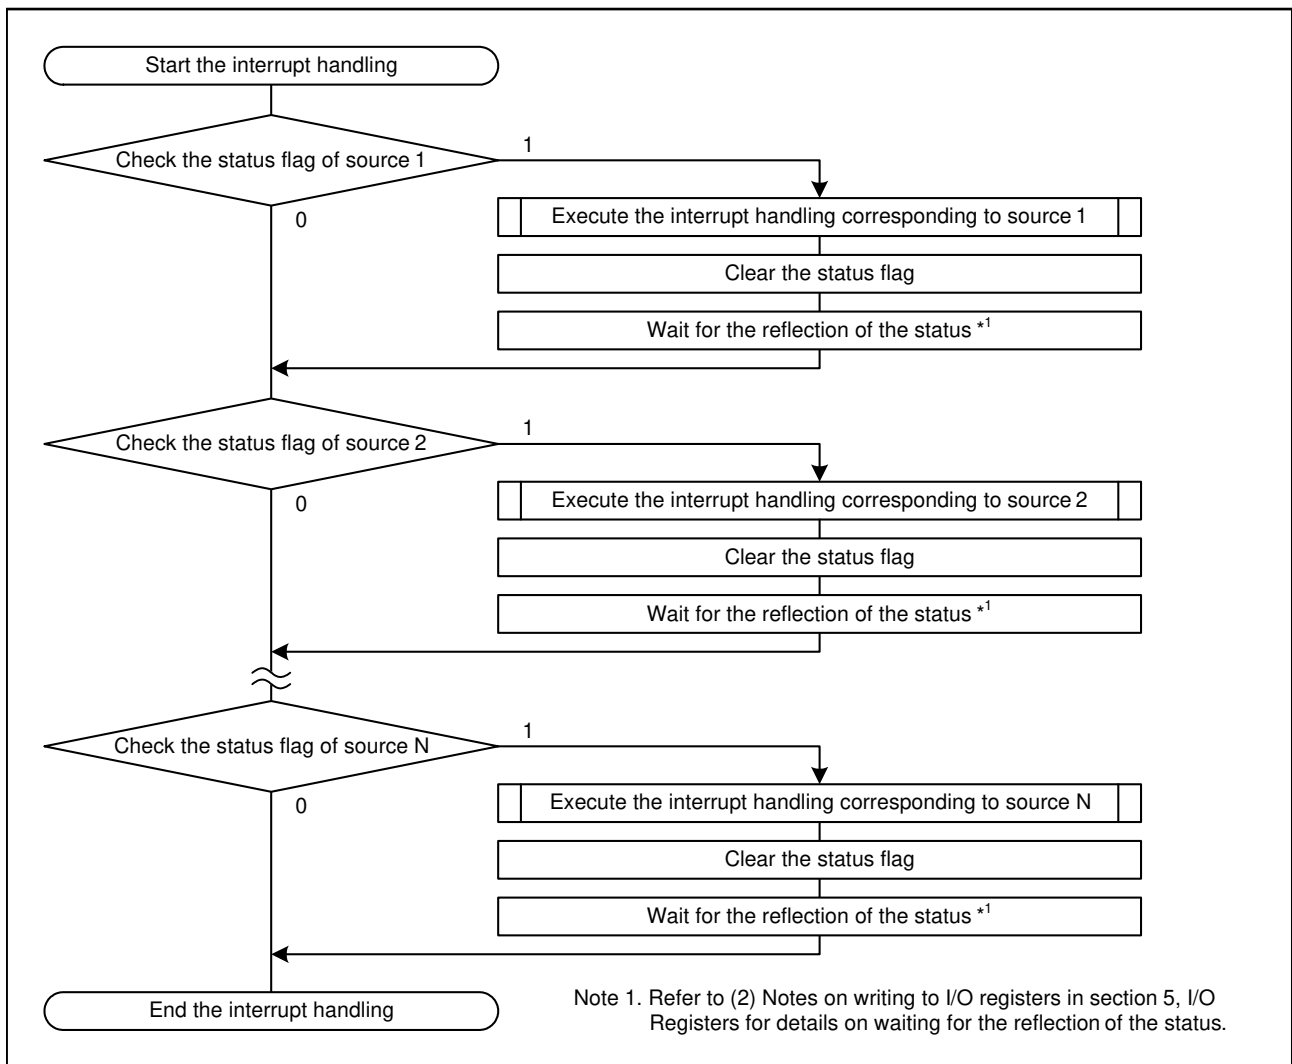 Start the interrupt handling
Check the status flag of source 1
1
0
Execute the interrupt handling corresponding to source 1
Clear the status flag
Wait for the reflection of the status *1
Check the status flag of source 2
1
0
Execute the interrupt handling corresponding to source 2
Clear the status flag
Wait for the reflection of the status *1
Check the status flag of source N
1
0
Execute the interrupt handling corresponding to source N
Clear the status flag
Wait for the reflection of the status *1
End the interrupt handling
Note 1. Refer to (2) Notes on writing to I/O registers in section 5, I/O
Registers for details on waiting for the reflection of the status.